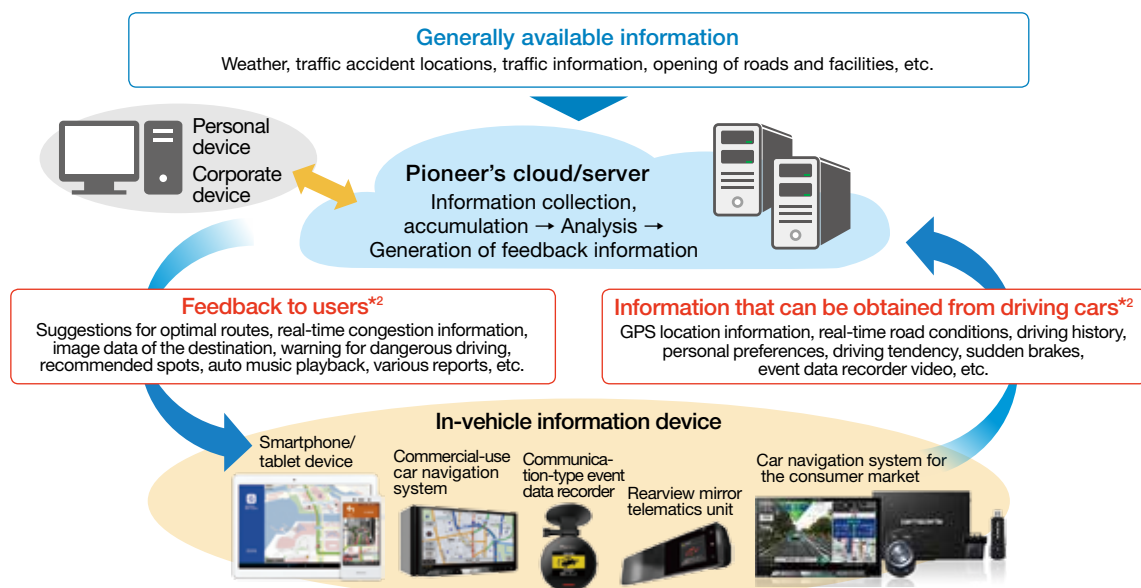 Generally available information
Weather, traffic accident locations, traffic information, opening of roads and facilities, etc.
Personal
device
Corporate
device
Pioneer's cloud/server
Information collection,
accumulation → Analysis →
Generation of feedback information
Feedback to users*2
Suggestions for optimal routes, real-time congestion information,
image data of the destination, warning for dangerous driving,
recommended spots, auto music playback, various reports, etc.
Information that can be obtained from driving cars*2
GPS location information, real-time road conditions, driving history,
personal preferences, driving tendency, sudden brakes,
event data recorder video, etc.
In-vehicle information device
Smartphone/
tablet device
Commercial-use
car navigation
system
Communica-
tion-type event
data recorder
Rearview mirror
telematics unit
Car navigation system for
the consumer market